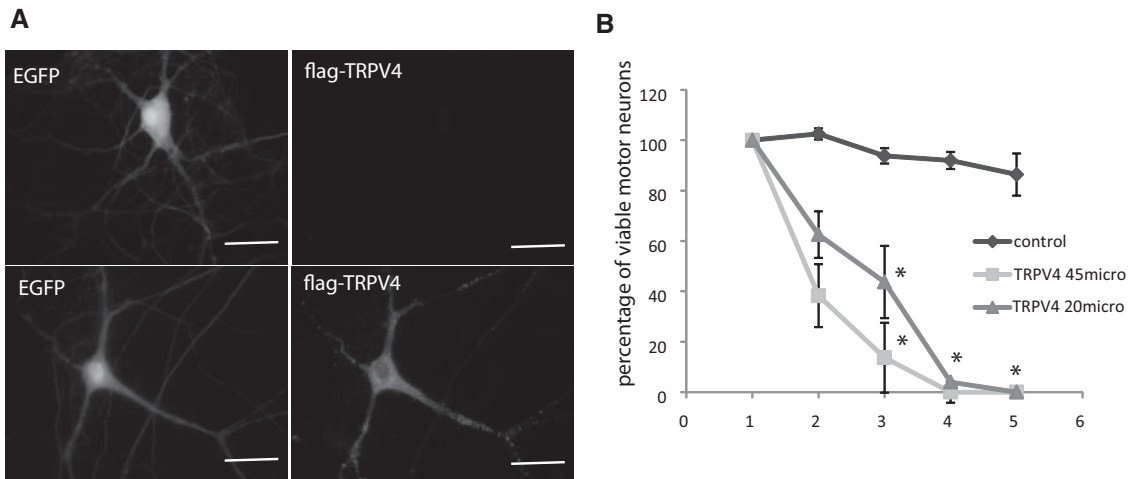 A
EGFP
flag-TRPV4
EGFP
flag-TRPV4
B
percentage of viable motor neurons
120
100
80
60
40
20
0
0 1 2 3 4 5 6
*
*
*
*
control
TRPV4 45micro
TRPV4 20micro